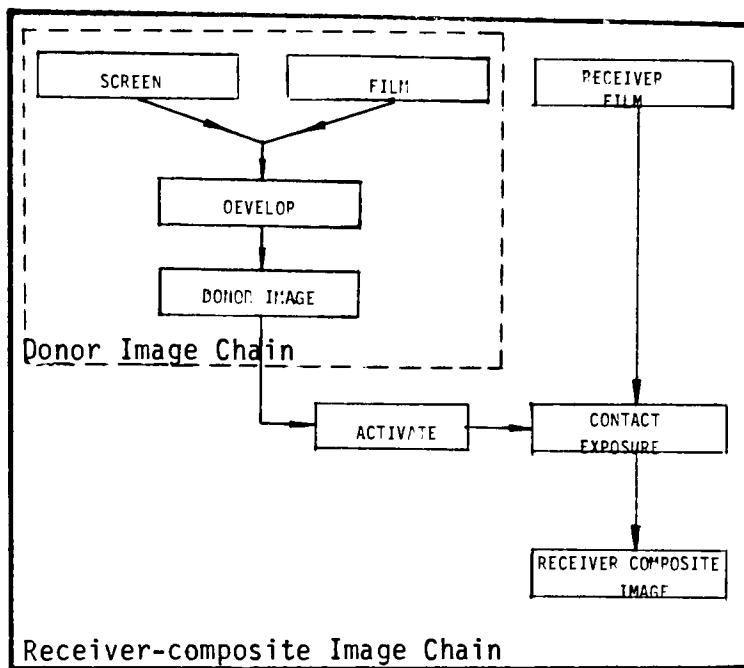 SCREEN
FILM
RECEIVER
FILM
DEVELOP
DONOR IMAGE
Donor Image Chain
ACTIVATE
CONTACT
EXPOSURE
RECEIVER COMPOSITE
IMAGE
Receiver-composite Image Chain